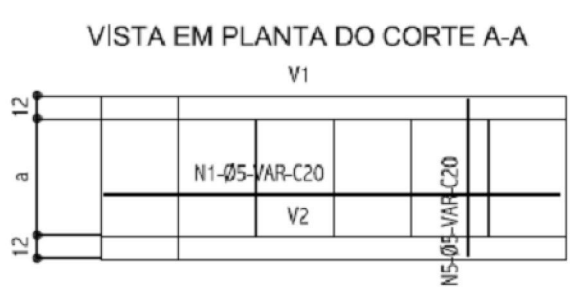 VISTA EM PLANTA DO CORTE A-A
V1
12
N1-Ø5-VAR-C20
a
N5-Ø5-VAR-C20
V2
12